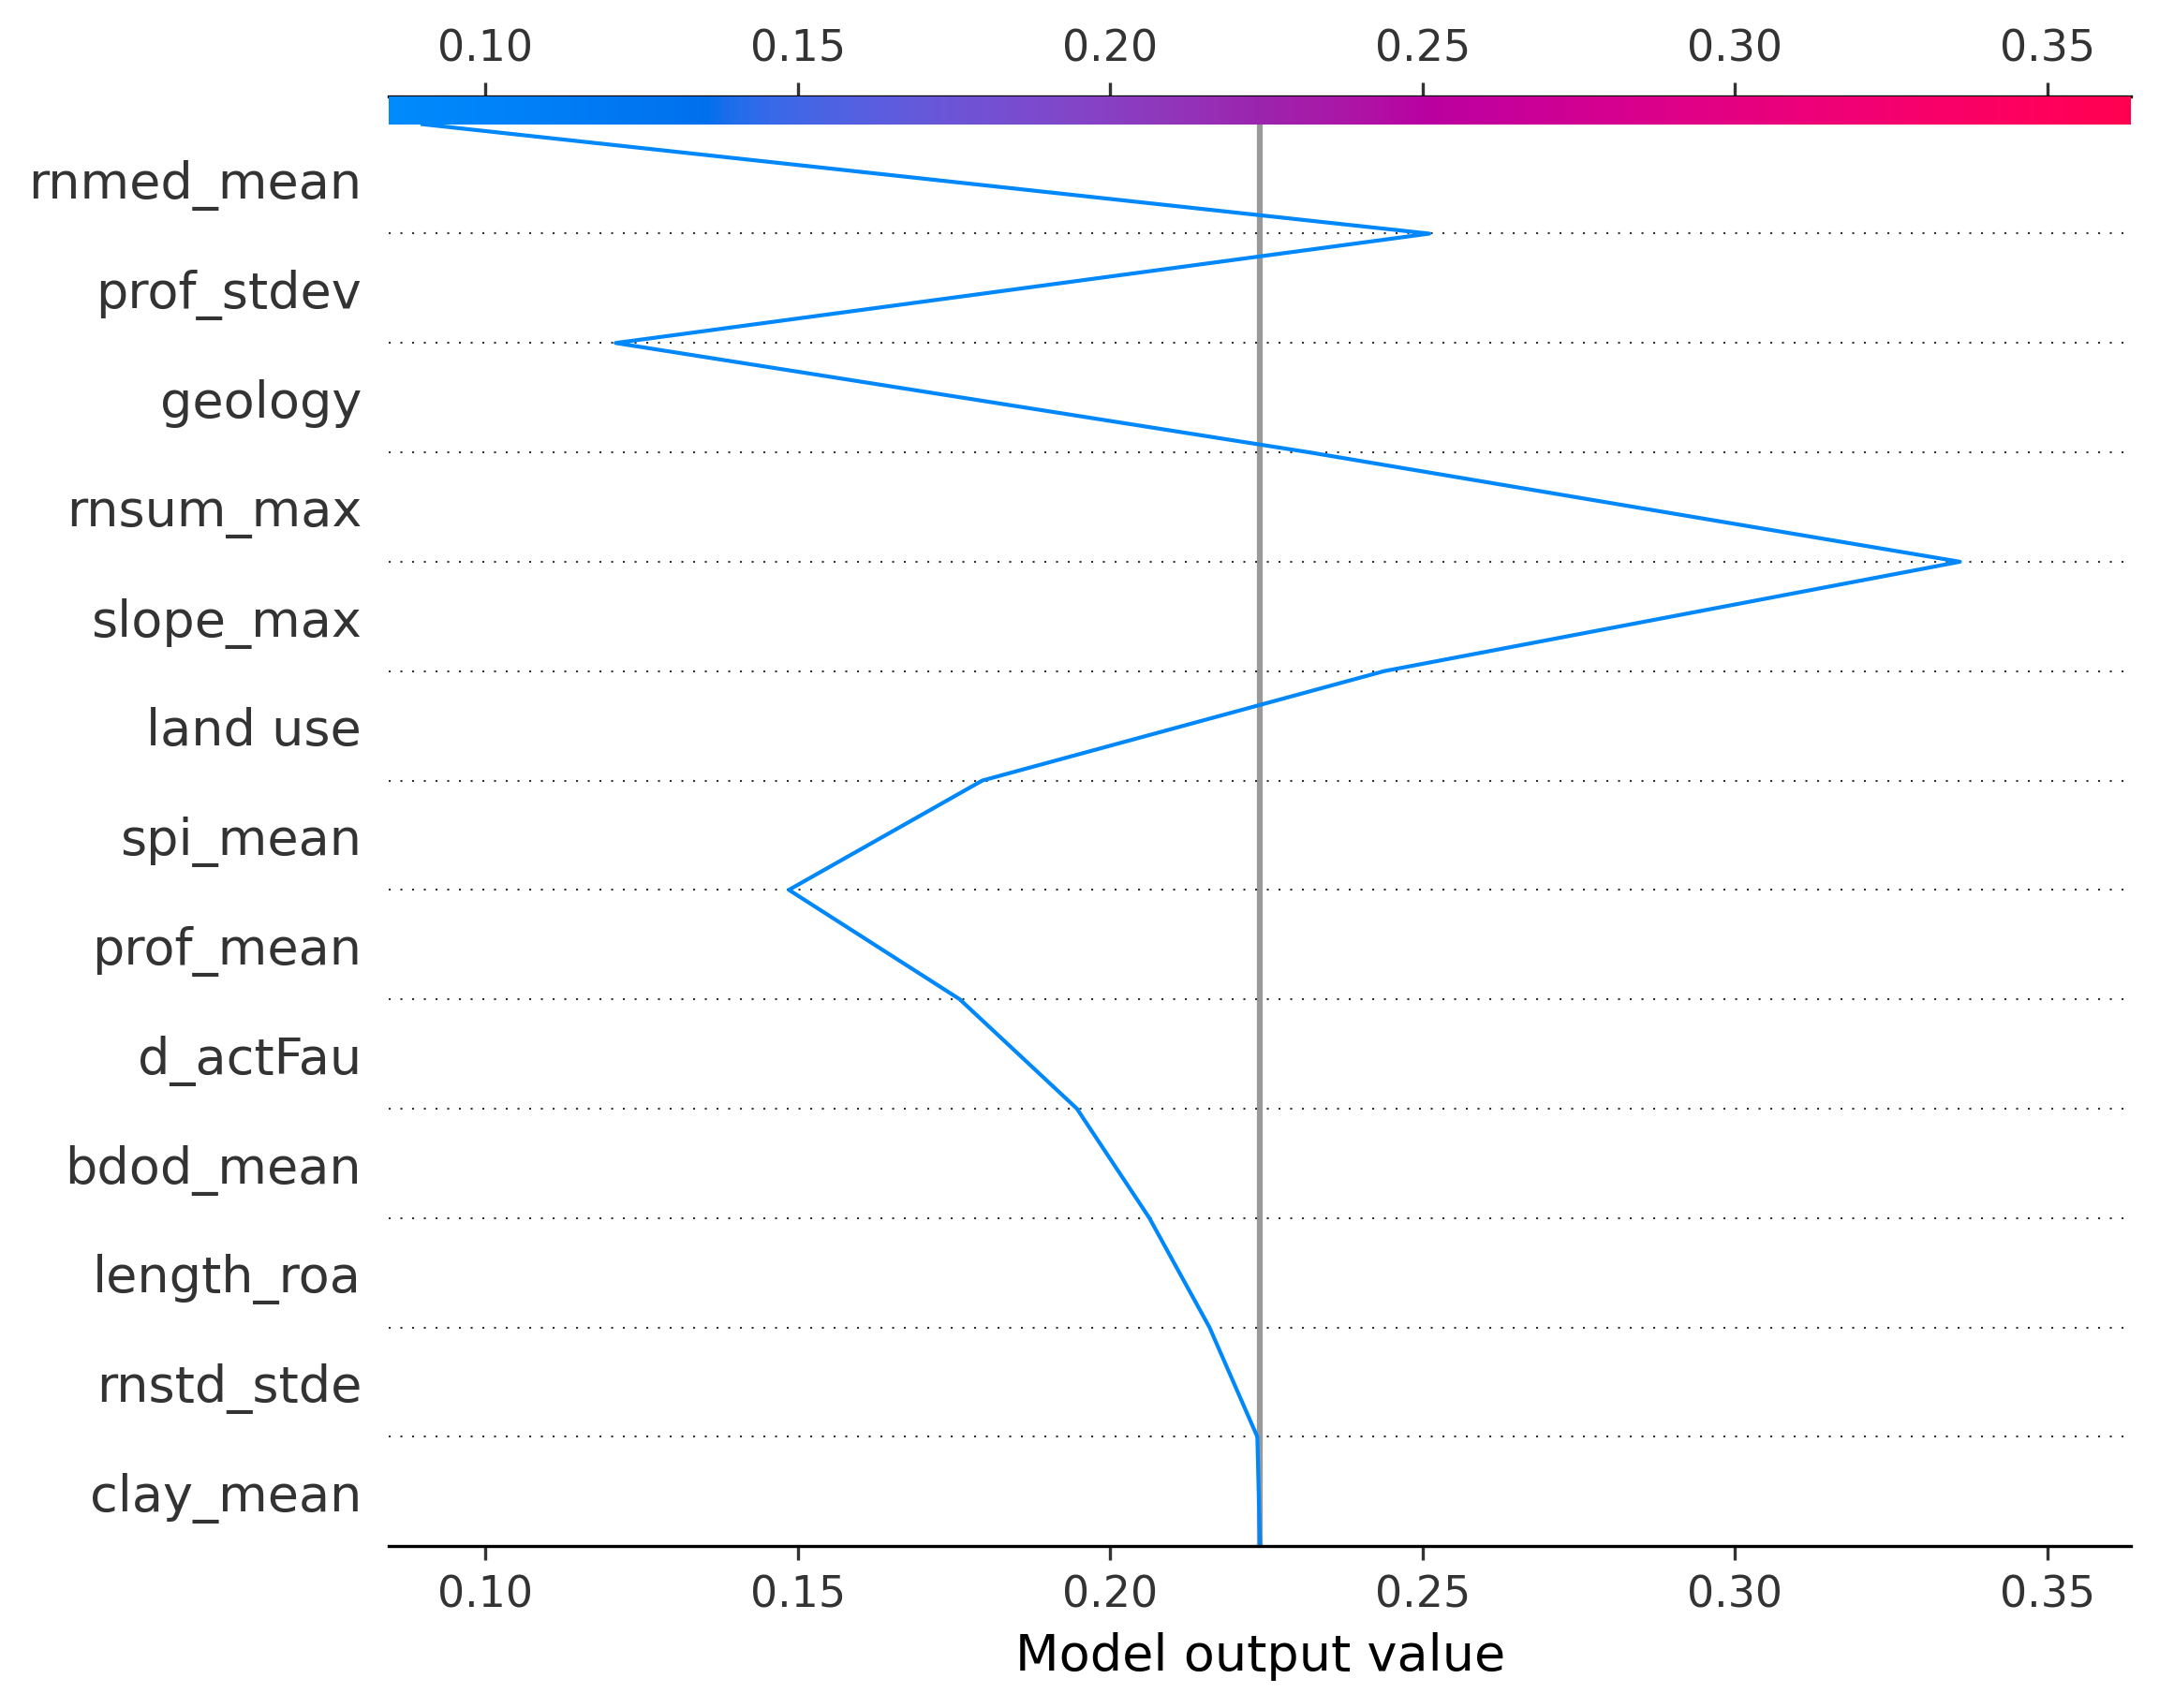 0.10 0.15 0.20 0.25 0.30 0.35
rnmed_mean
prof_stdev
geology
rnsum_max
slope_max
land use
spi_mean
prof_mean
d_actFau
bdod_mean
length_roa
rnstd_stde
clay_mean
0.10 0.15 0.20 0.25 0.30 0.35
Model output value